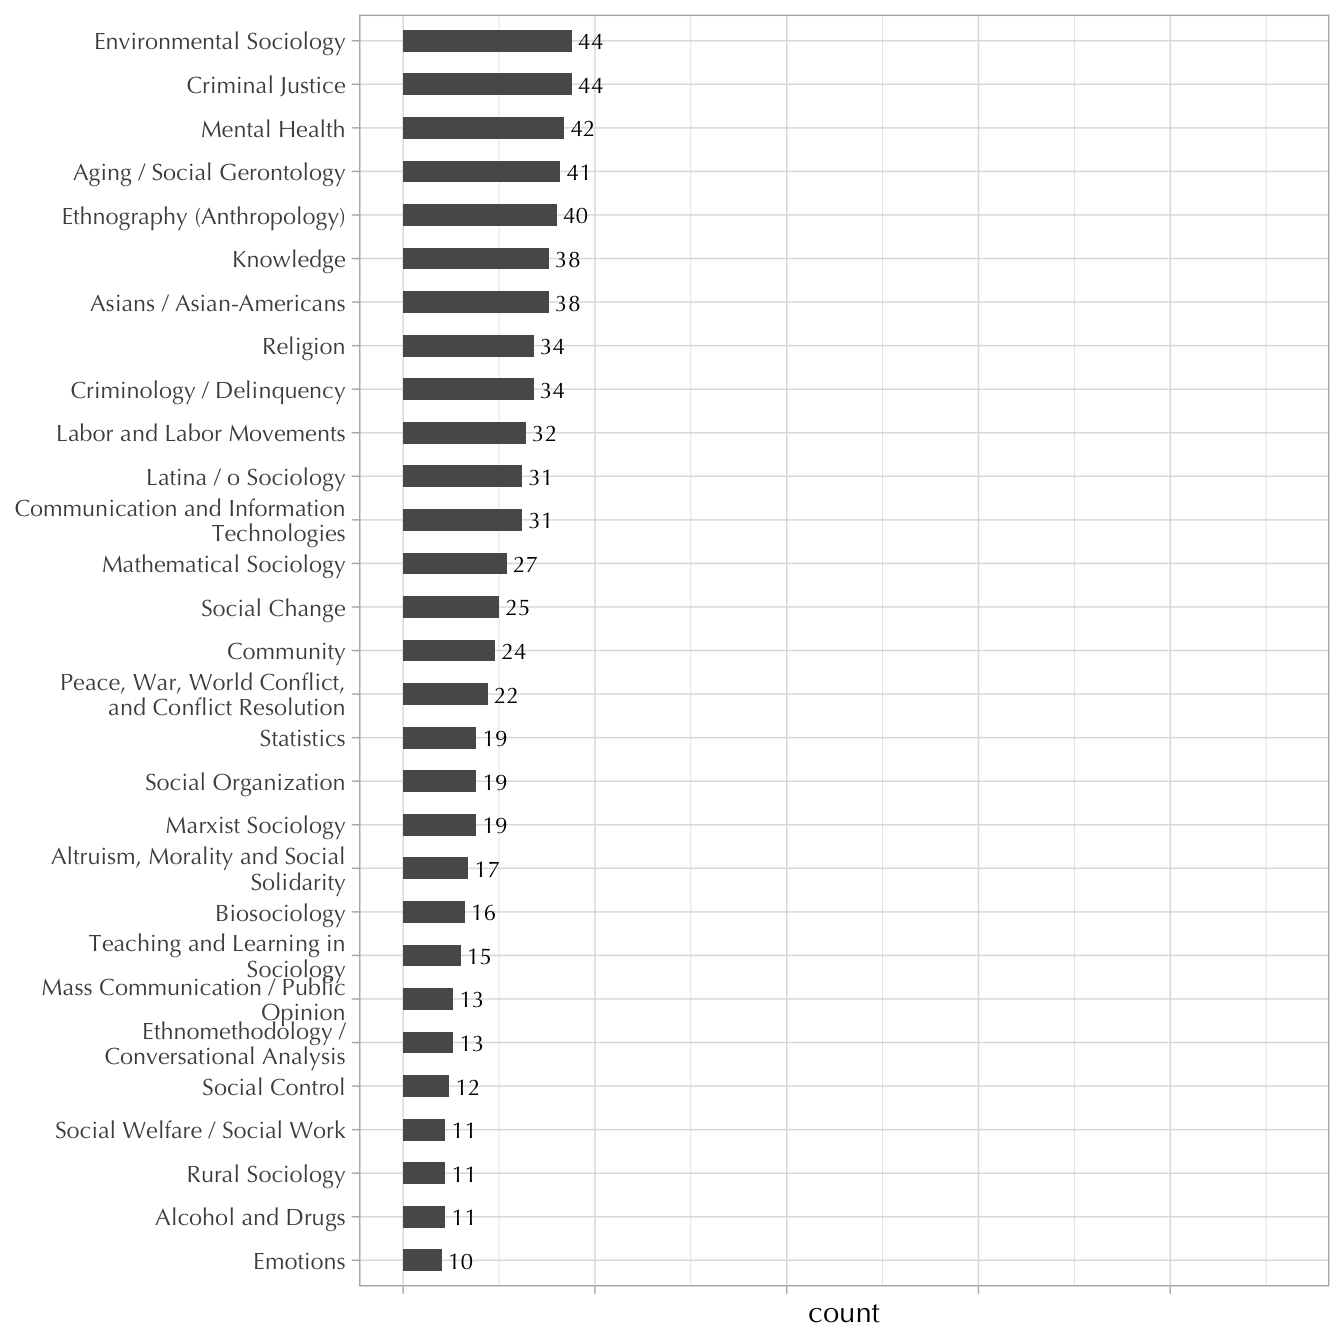 Environmental Sociology 44
Criminal Justice 44
Mental Health 42
Aging / Social Gerontology 41
Ethnography (Anthropology) 40
Knowledge 38
Asians / Asian-Americans 38
Religion 34
Criminology / Delinquency 34
Labor and Labor Movements 32
Latina / o Sociology 31
Communication and Information
Technologies 31
Mathematical Sociology 27
Social Change 25
Community 24
Peace, War, World Conflict,
and Conflict Resolution 22
Statistics 19
Social Organization 19
Marxist Sociology 19
Altruism, Morality and Social
Solidarity 17
Biosociology 16
Teaching and Learning in
Sociology 15
Mass Communication / Public
Opinion 13
Ethnomethodology /
Conversational Analysis 13
Social Control 12
Social Welfare / Social Work 11
Rural Sociology 11
Alcohol and Drugs 11
Emotions 10
count